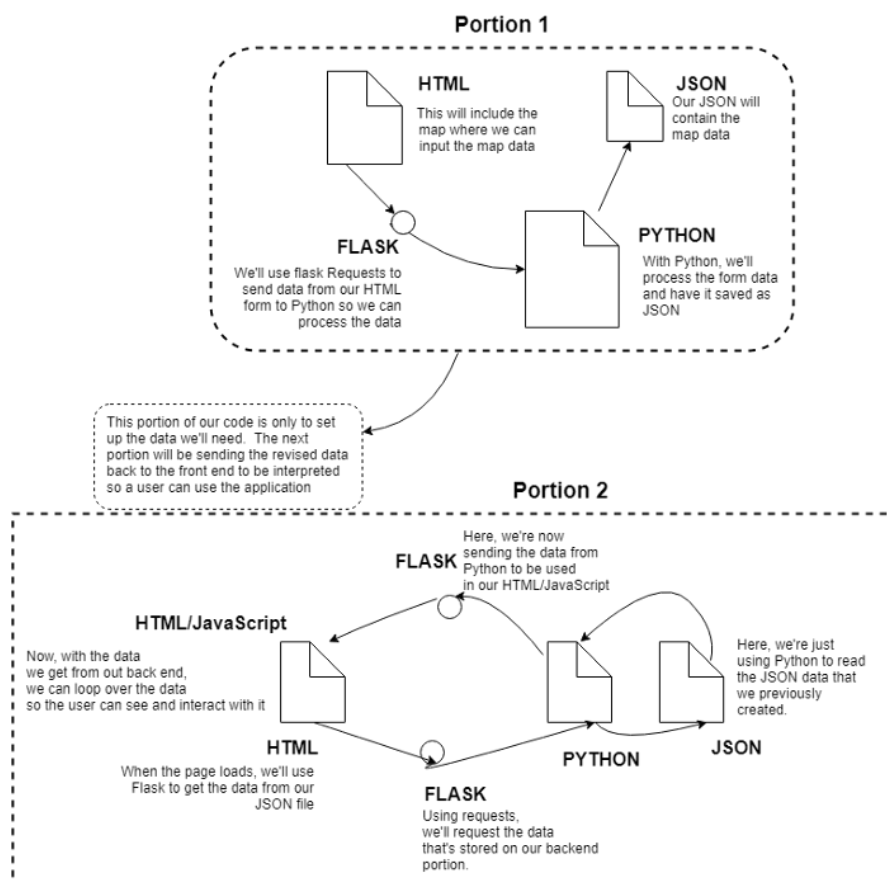 Portion 1
HTML
This will include the
map where we can
input the map data
JSON
Our JSON will
contain the
map data
FLASK
We'll use flask Requests to
send data from our HTML
form to Python so we can
process the data
PYTHON
With Python, we'll
process the form data
and have it saved as
JSON
This portion of our code is only to set
up the data we'll need. The next
portion will be sending the revised data
back to the front end to be interpreted
so a user can use the application
Portion 2
FLASK
Here, we're now
sending the data from
Python to be used
in our HTML/JavaScript
HTML/JavaScript
Now, with the data
we get from out back end,
we can loop over the data
so the user can see and interact with it
Here, we're just
using Python to read
the JSON data that
we previously
created.
HTML
When the page loads, we'll use
Flask to get the data from our
JSON file
FLASK
Using requests,
we'll request the data
that's stored on our backend
portion.
PYTHON
JSON